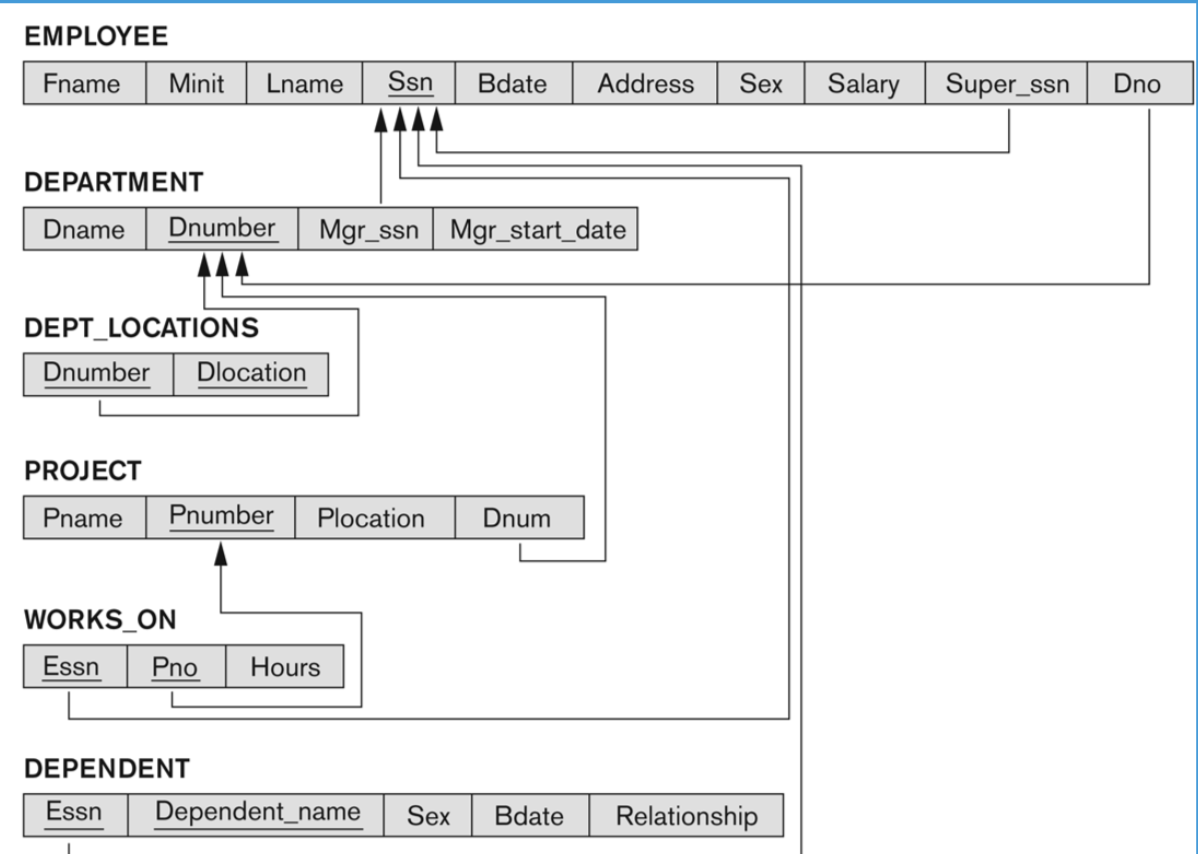 EMPLOYEE
Fname Minit Lname Ssn Bdate Address Sex Salary Super_ssn Dno
DEPARTMENT
Dname Dnumber Mgr_ssn Mgr_start_date
DEPT_LOCATIONS
Dnumber Dlocation
PROJECT
Pname Pnumber Plocation Dnum
WORKS_ON
Essn Pno Hours
DEPENDENT
Essn Dependent_name Sex Bdate Relationship